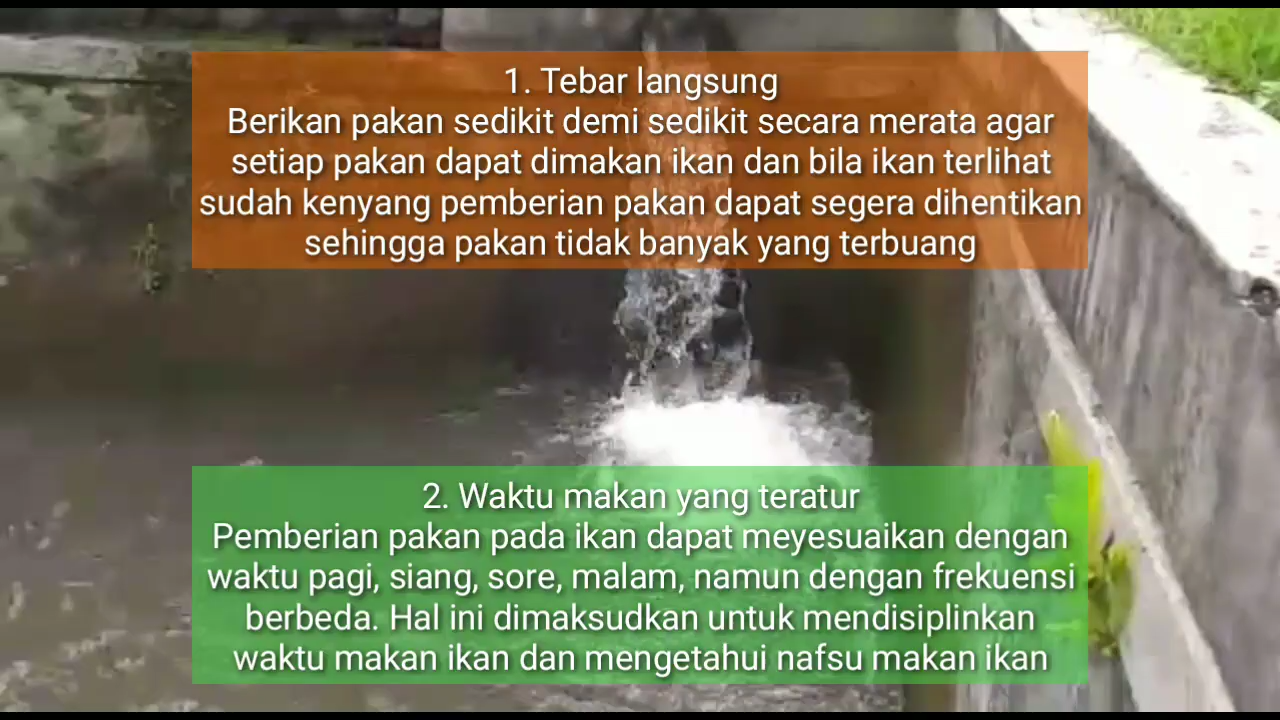 1. Tebar langsung
Berikan pakan sedikit demi sedikit secara merata agar
setiap pakan dapat dimakan ikan dan bila ikan terlihat
sudah kenyang pemberian pakan dapat segera dihentikan
sehingga pakan tidak banyak yang terbuang
2. Waktu makan yang teratur
Pemberian pakan pada ikan dapat meyesuaikan dengan
waktu pagi, siang, sore, malam, namun dengan frekuensi
berbeda. Hal ini dimaksudkan untuk mendisiplinkan
waktu makan ikan dan mengetahui nafsu makan ikan